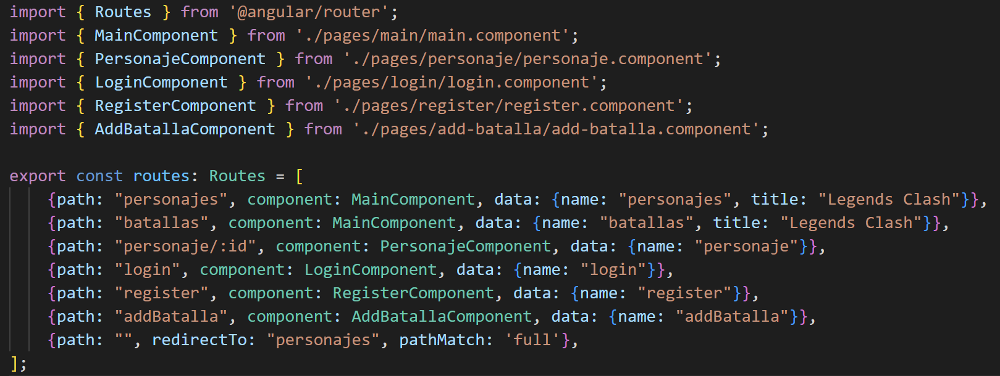 import { Routes } from '@angular/router';
import { MainComponent } from './pages/main/main.component';
import { PersonajeComponent } from './pages/personaje/personaje.component';
import { LoginComponent } from './pages/login/login.component';
import { RegisterComponent } from './pages/register/register.component';
import { AddBatallaComponent } from './pages/add-batalla/add-batalla.component';

export const routes: Routes = [
    {path: "personajes", component: MainComponent, data: {name: "personajes", title: "Legends Clash"}},
    {path: "batallas", component: MainComponent, data: {name: "batallas", title: "Legends Clash"}},
    {path: "personaje/:id", component: PersonajeComponent, data: {name: "personaje"}},
    {path: "login", component: LoginComponent, data: {name: "login"}},
    {path: "register", component: RegisterComponent, data: {name: "register"}},
    {path: "addBatalla", component: AddBatallaComponent, data: {name: "addBatalla"}},
    {path: "", redirectTo: "personajes", pathMatch: 'full'},
];